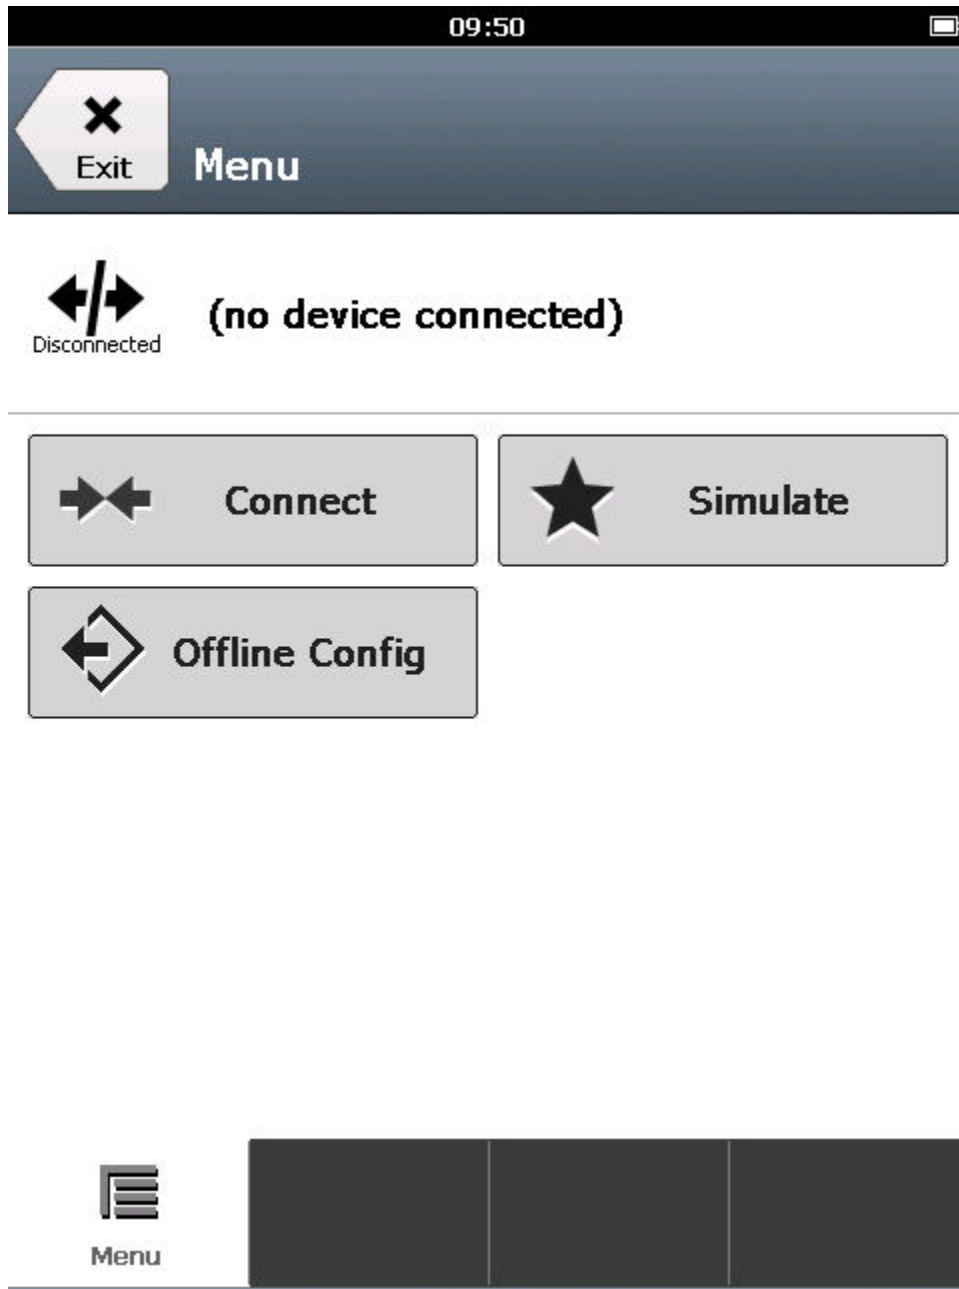 09:50
Exit
Menu
Disconnected
(no device connected)
Connect
Simulate
Offline Config
Menu